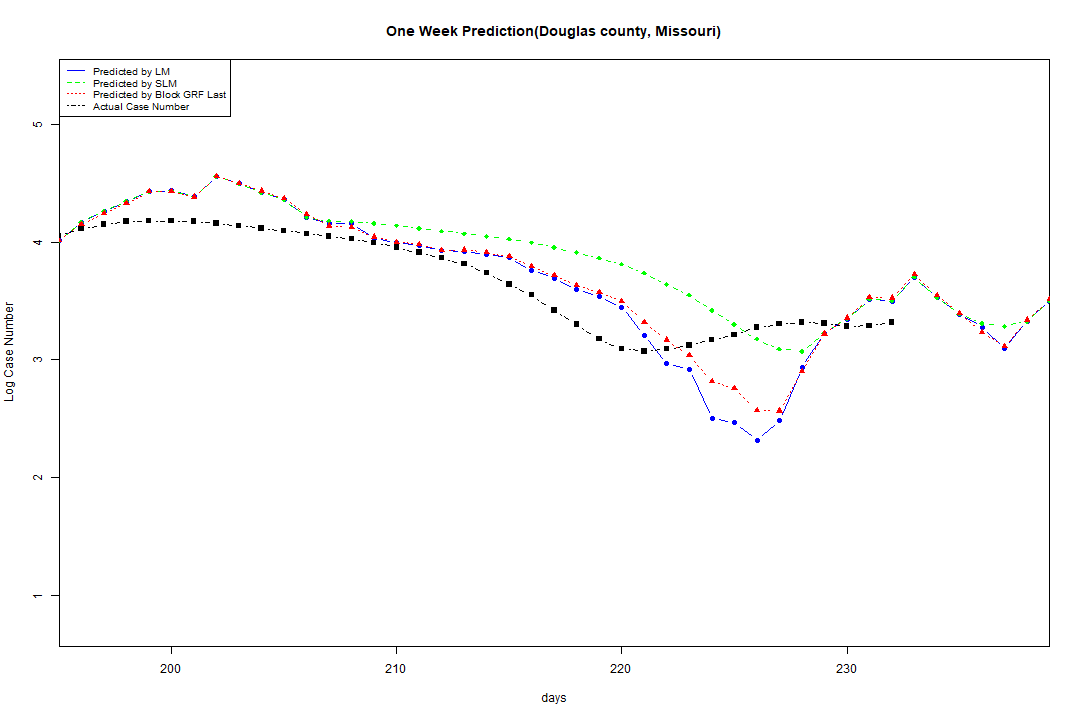 One Week Prediction(Douglas county, Missouri)
Predicted by LM
Predicted by SLM
Predicted by Block GRF Last
Actual Case Number
5
4
3
2
1
Log Case Number
200 210 220 230
days